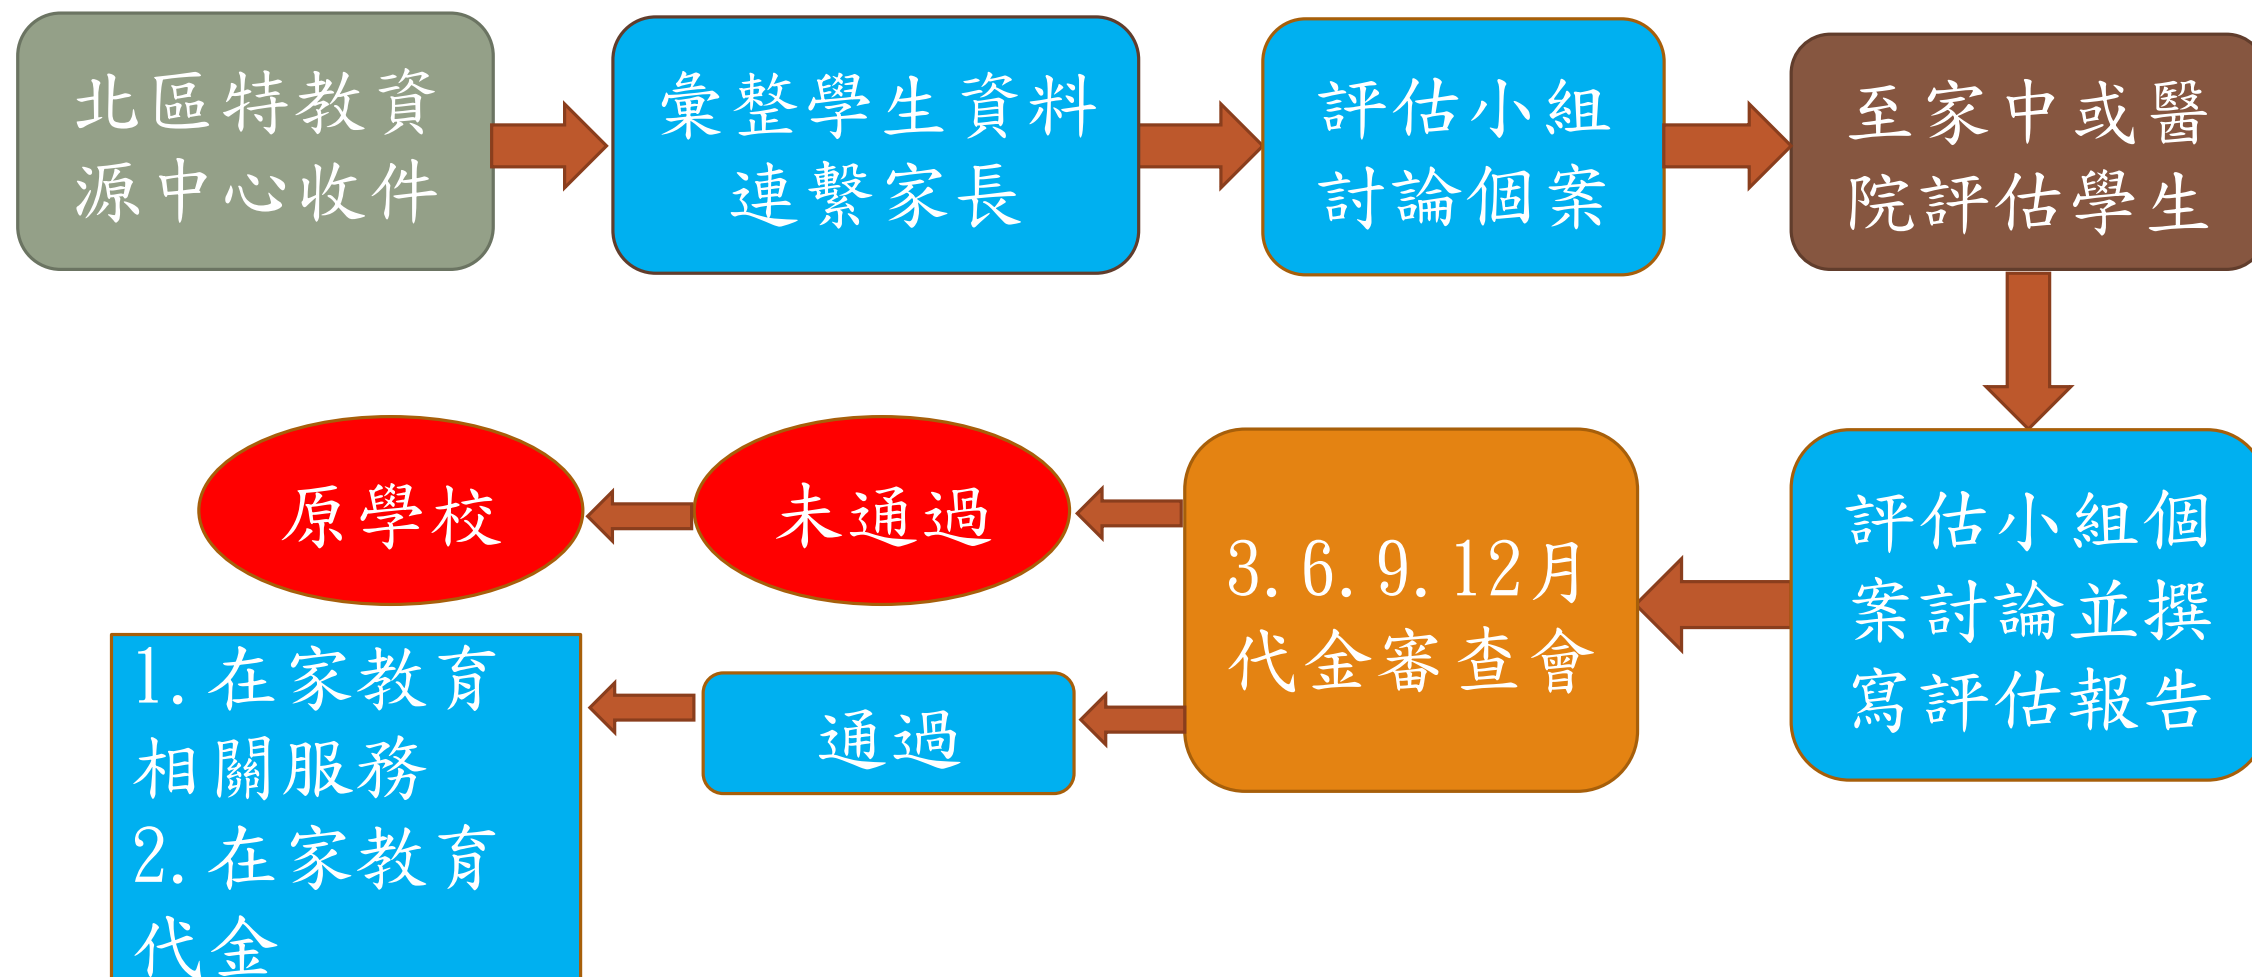 北區特教資
源中心收件
彙整學生資料
連繫家長
評估小組
討論個案
至家中或醫
院評估學生
評估小組個
案討論並撰
寫評估報告
3.6.9.12月
代金審查會
未通過
原學校
通過
1.在家教育
相關服務
2.在家教育
代金